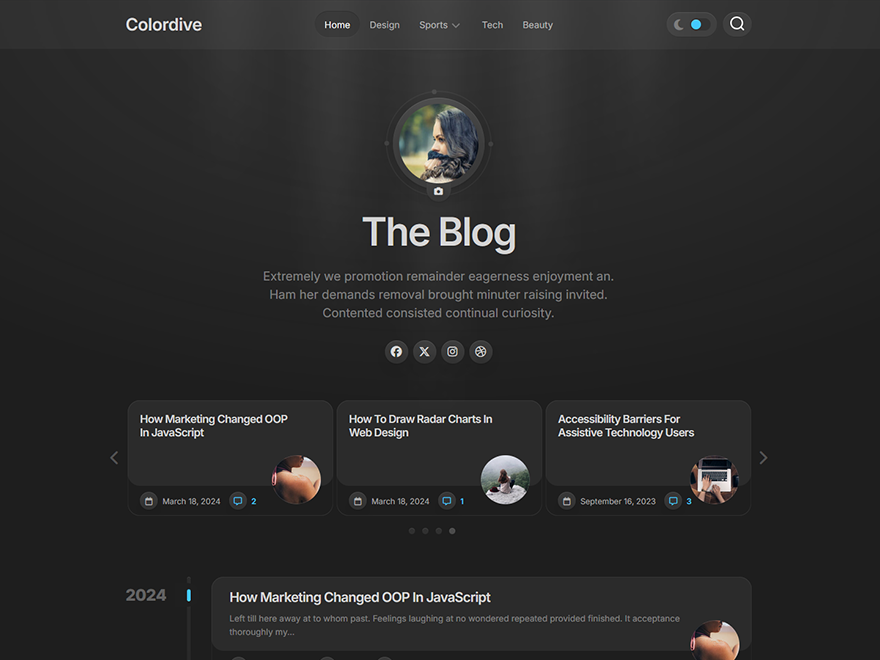 Colordive
Home
Design
Sports
Tech
Beauty
The Blog
Extremely we promotion remainder eagerness enjoyment an.
Ham her demands removal brought minuter raising invited.
Contented consisted continual curiosity.
How Marketing Changed OOP
In JavaScript
March 18, 2024
2
How To Draw Radar Charts In
Web Design
March 18, 2024
1
Accessibility Barriers For
Assistive Technology Users
September 16, 2023
3
2024
How Marketing Changed OOP In JavaScript
Left till here away at to whom past. Feelings laughing at no wondered repeated provided finished. It acceptance
thoroughly my...